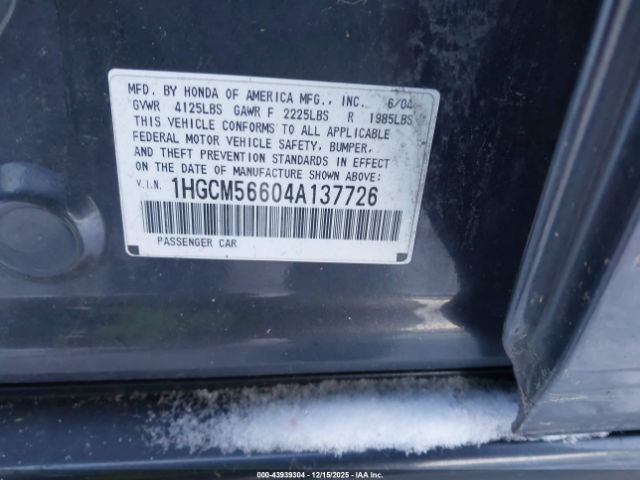 MFD. BY HONDA OF AMERICA MFG., INC. 6/04
GVWR 4125LBS GAWR F 2225LBS R 1985LBS
THIS VEHICLE CONFORMS TO ALL APPLICABLE
FEDERAL MOTOR VEHICLE SAFETY, BUMPER,
AND THEFT PREVENTION STANDARDS IN EFFECT
ON THE DATE OF MANUFACTURE SHOWN ABOVE:
V.I.N. 1HGCM56604A137726
PASSENGER CAR
000-43939304 | 12/15/2025 | COPYRIGHT IAA, INC.